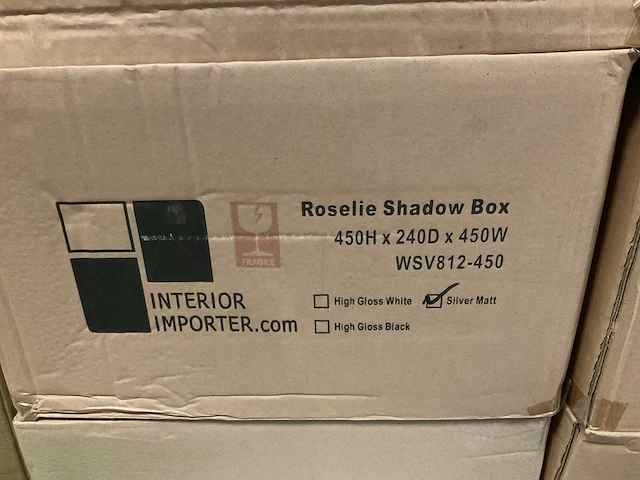 Roselie Shadow Box
450H x 240D x 450W
WSV812-450
FRAGILE
INTERIOR
IMPORTER.com
High Gloss White
Silver Matt
High Gloss Black